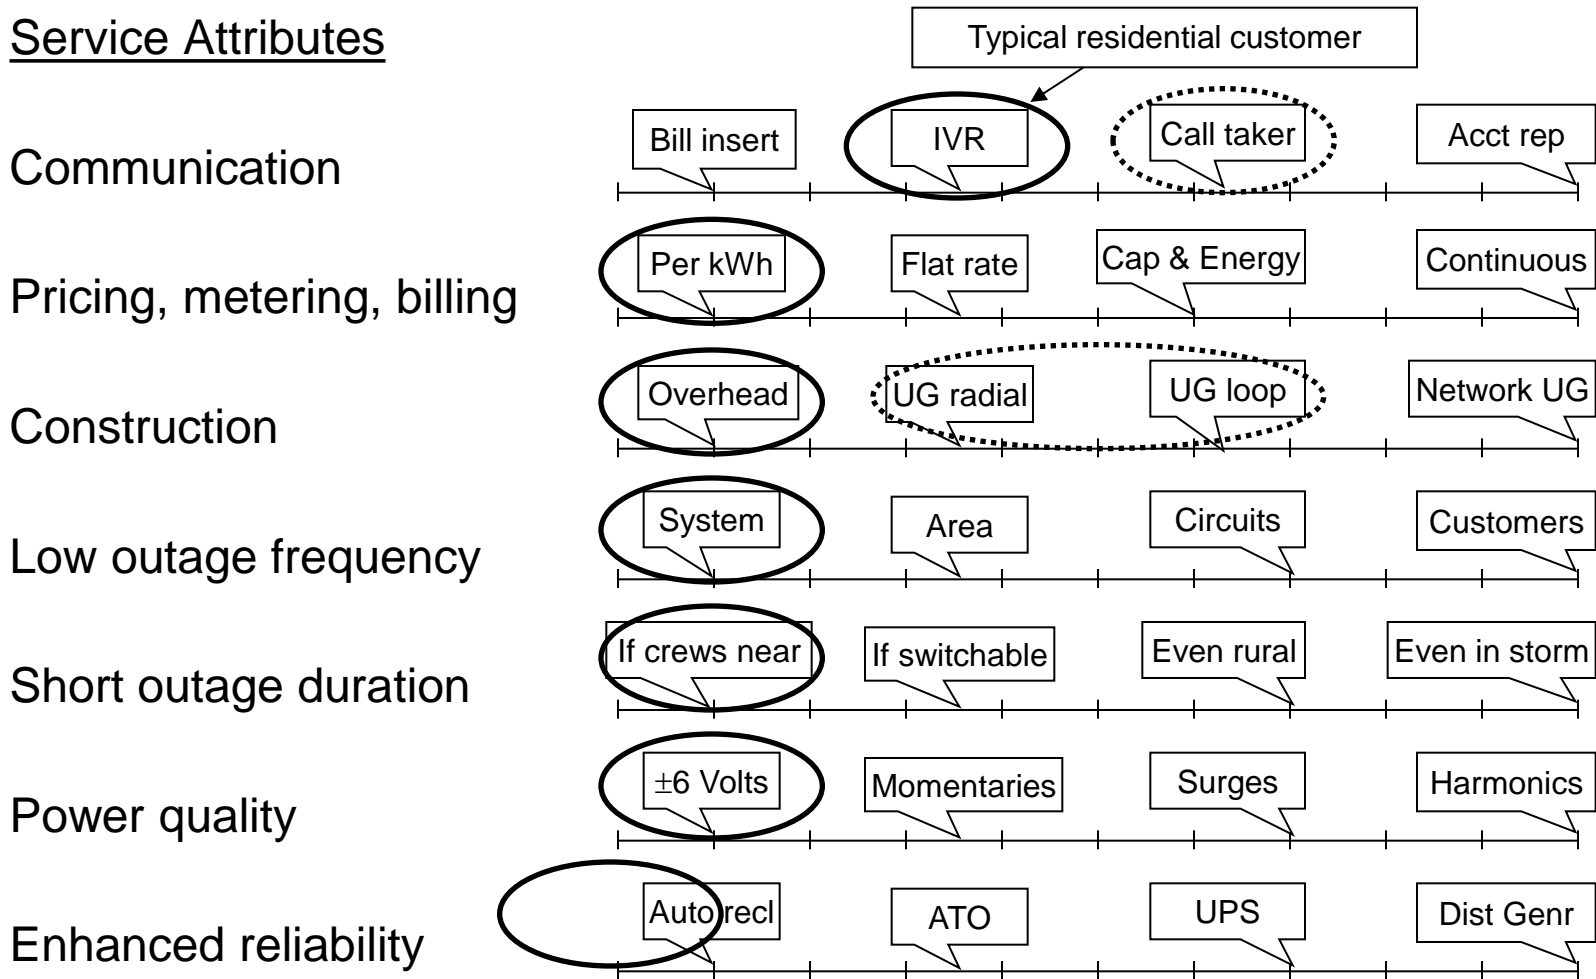 Service Attributes
Typical residential customer
Communication
Bill insert
IVR
Call taker
Acct rep
Pricing, metering, billing
Per kWh
Flat rate
Cap & Energy
Continuous
Construction
Overhead
UG radial
UG loop
Network UG
Low outage frequency
System
Area
Circuits
Customers
Short outage duration
If crews near
If switchable
Even rural
Even in storm
Power quality
±6 Volts
Momentaries
Surges
Harmonics
Enhanced reliability
Auto recl
ATO
UPS
Dist Genr